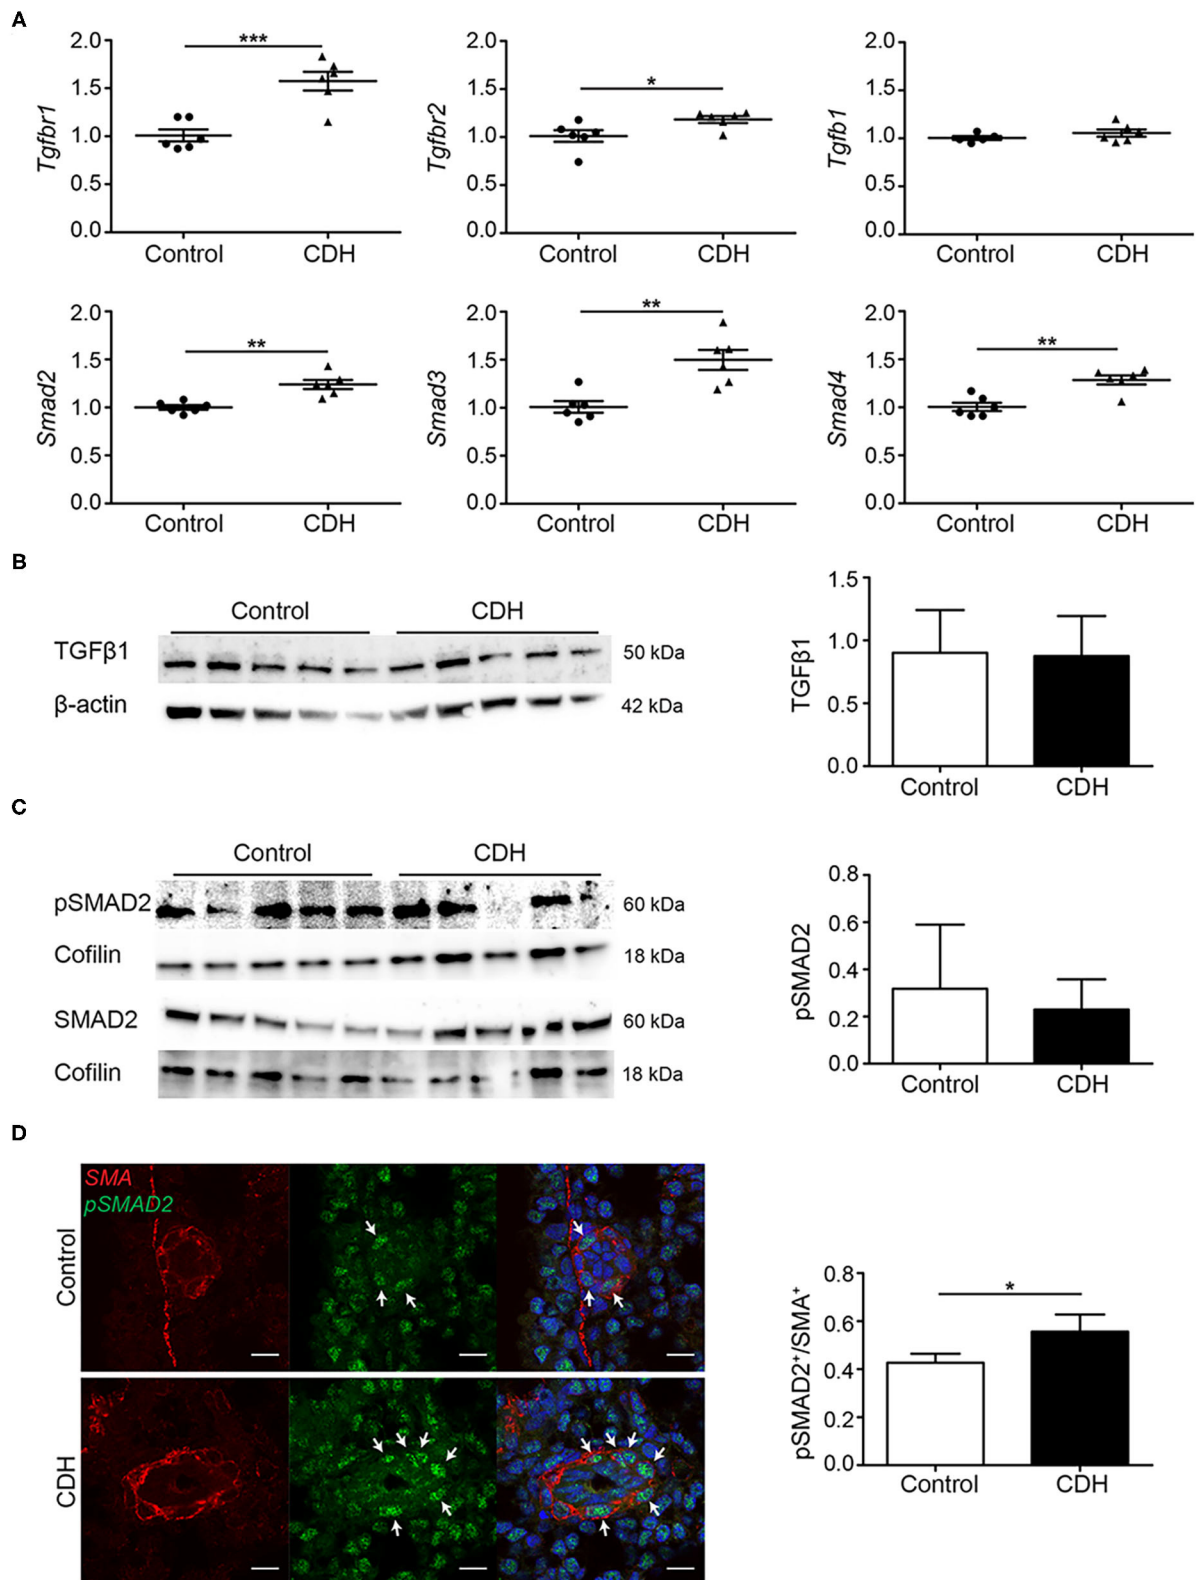 A
Tgfbr1
2.0
1.5
1.0
0.5
0.0
***
Control CDH
Tgfbr2
2.0
1.5
1.0
0.5
0.0
*
Control CDH
Tgfb1
2.0
1.5
1.0
0.5
0.0
Control CDH
Smad2
2.0
1.5
1.0
0.5
0.0
**
Control CDH
Smad3
2.0
1.5
1.0
0.5
0.0
**
Control CDH
Smad4
2.0
1.5
1.0
0.5
0.0
**
Control CDH
B
Control CDH
TGFβ1 50 kDa
β-actin 42 kDa
TGFβ1
1.5
1.0
0.5
0.0
Control CDH
C
Control CDH
pSMAD2 60 kDa
Cofilin 18 kDa
SMAD2 60 kDa
Cofilin 18 kDa
pSMAD2
0.8
0.6
0.4
0.2
0.0
Control CDH
D
SMA
pSMAD2
Control
CDH
pSMAD2⁺/SMA⁺
0.8
0.6
0.4
0.2
0.0
*
Control CDH